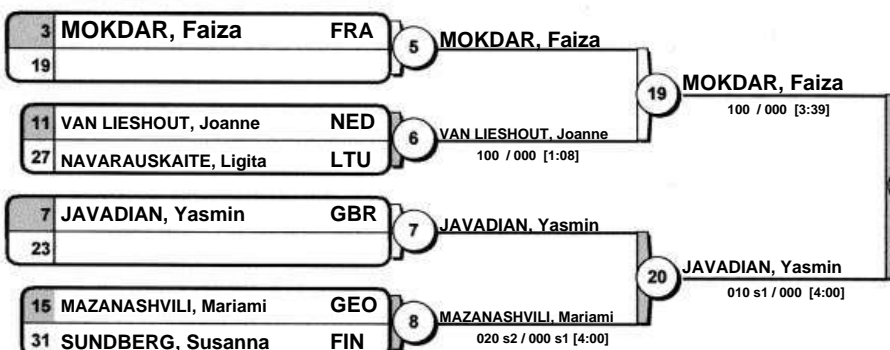 3 MOKDAR, Faiza FRA
19
5
MOKDAR, Faiza
11 VAN LIESHOUT, Joanne NED
27 NAVARAUSKAITE, Ligita LTU
6
VAN LIESHOUT, Joanne
100 / 000 [1:08]
19
MOKDAR, Faiza
100 / 000 [3:39]
7 JAVADIAN, Yasmin GBR
23
7
JAVADIAN, Yasmin
15 MAZANASHVILI, Mariami GEO
31 SUNDBERG, Susanna FIN
8
MAZANASHVILI, Mariami
020 s2 / 000 s1 [4:00]
20
JAVADIAN, Yasmin
010 s1 / 000 [4:00]